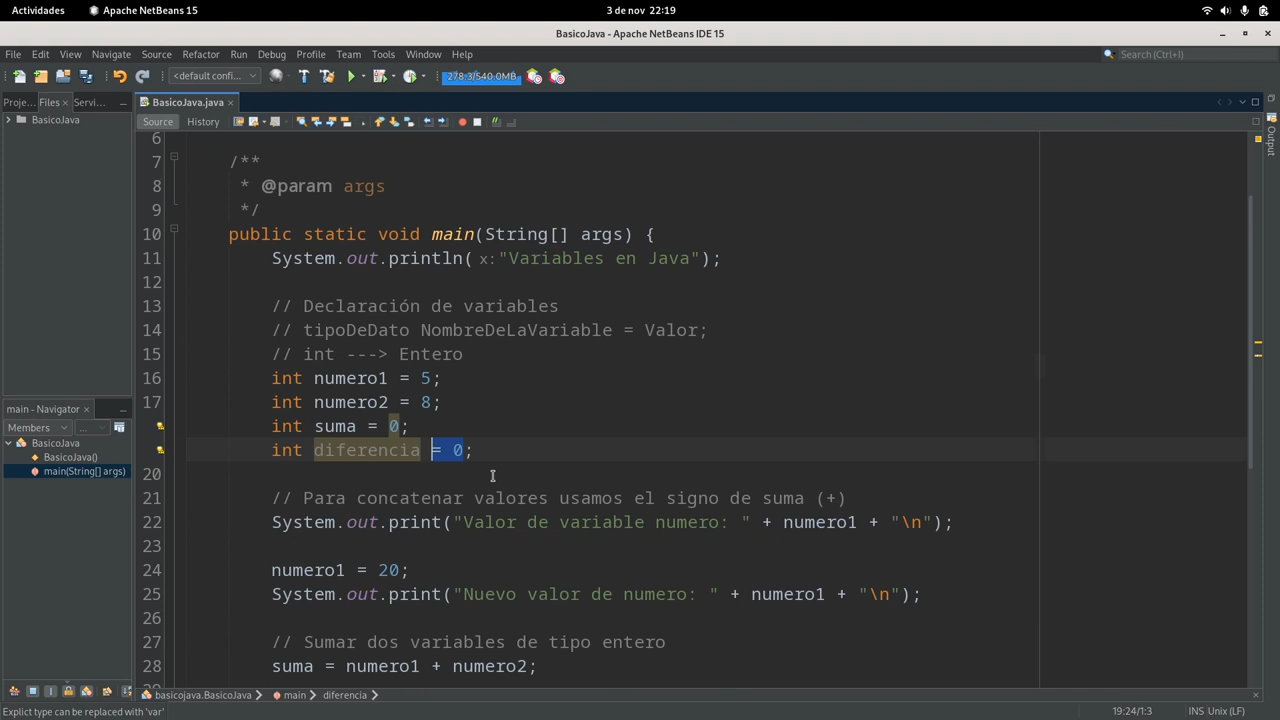 Actividades Apache NetBeans 15 3 de nov 22:19
BasicoJava - Apache NetBeans IDE 15
File Edit View Navigate Source Refactor Run Debug Profile Team Tools Window Help Search (Ctrl+I)
<default confi... 278.3/540.0MB
Proje... Files Servi... BasicoJava.java
BasicoJava Source History
Output
6
7 /**
8 * @param args
9 */
10 public static void main(String[] args) {
11 System.out.println( x: "Variables en Java");
12
13 // Declaración de variables
14 // tipoDeDato NombreDeLaVariable = Valor;
15 // int ---> Entero
16 int numero1 = 5;
17 int numero2 = 8;
int suma = 0;
int diferencia = 0;
20
21 // Para concatenar valores usamos el signo de suma (+)
22 System.out.print("Valor de variable numero: " + numero1 + "\n");
23
24 numero1 = 20;
25 System.out.print("Nuevo valor de numero: " + numero1 + "\n");
26
27 // Sumar dos variables de tipo entero
28 suma = numero1 + numero2;
main - Navigator
Members ...
BasicoJava
BasicoJava()
main(String[] args)
basicojava.BasicoJava main diferencia
Explict type can be replaced with 'var' 19:24/1:3 INS Unix (LF)